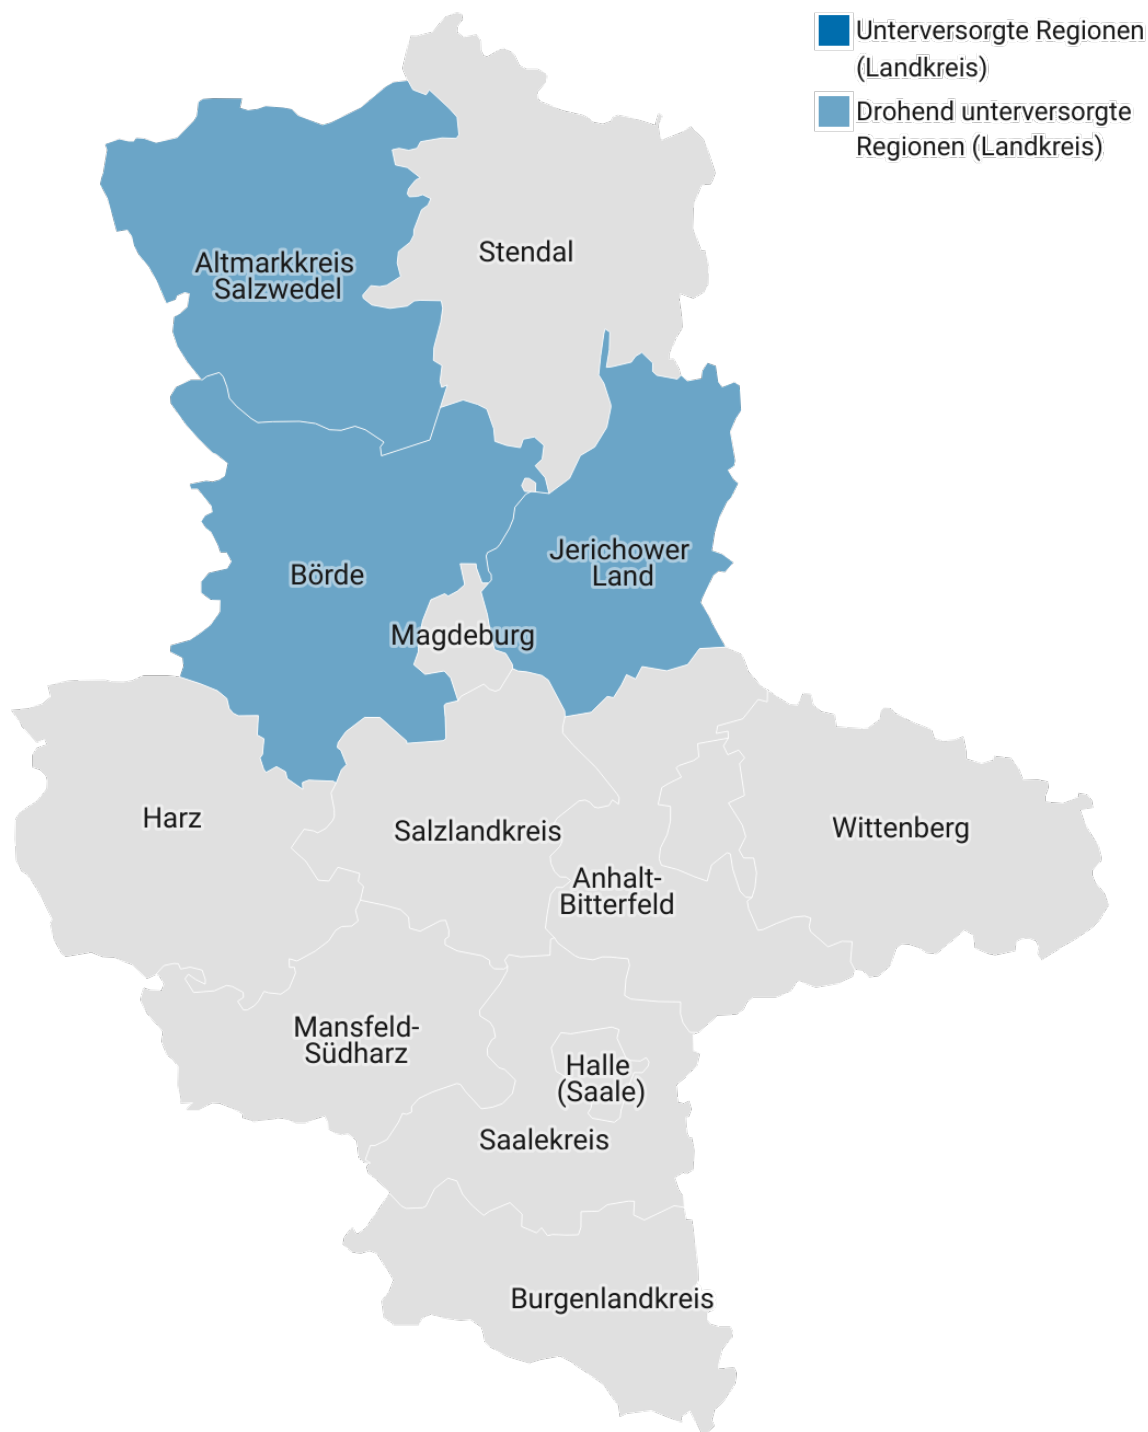 Unterversorgte Regionen
(Landkreis)
Drohend unterversorgte
Regionen (Landkreis)
Stendal
Altmarkkreis
Salzwedel
Jerichower
Land
Börde
Magdeburg
Harz
Salzlandkreis
Wittenberg
Anhalt-
Bitterfeld
Mansfeld-
Südharz
Halle
(Saale)
Saalekreis
Burgenlandkreis